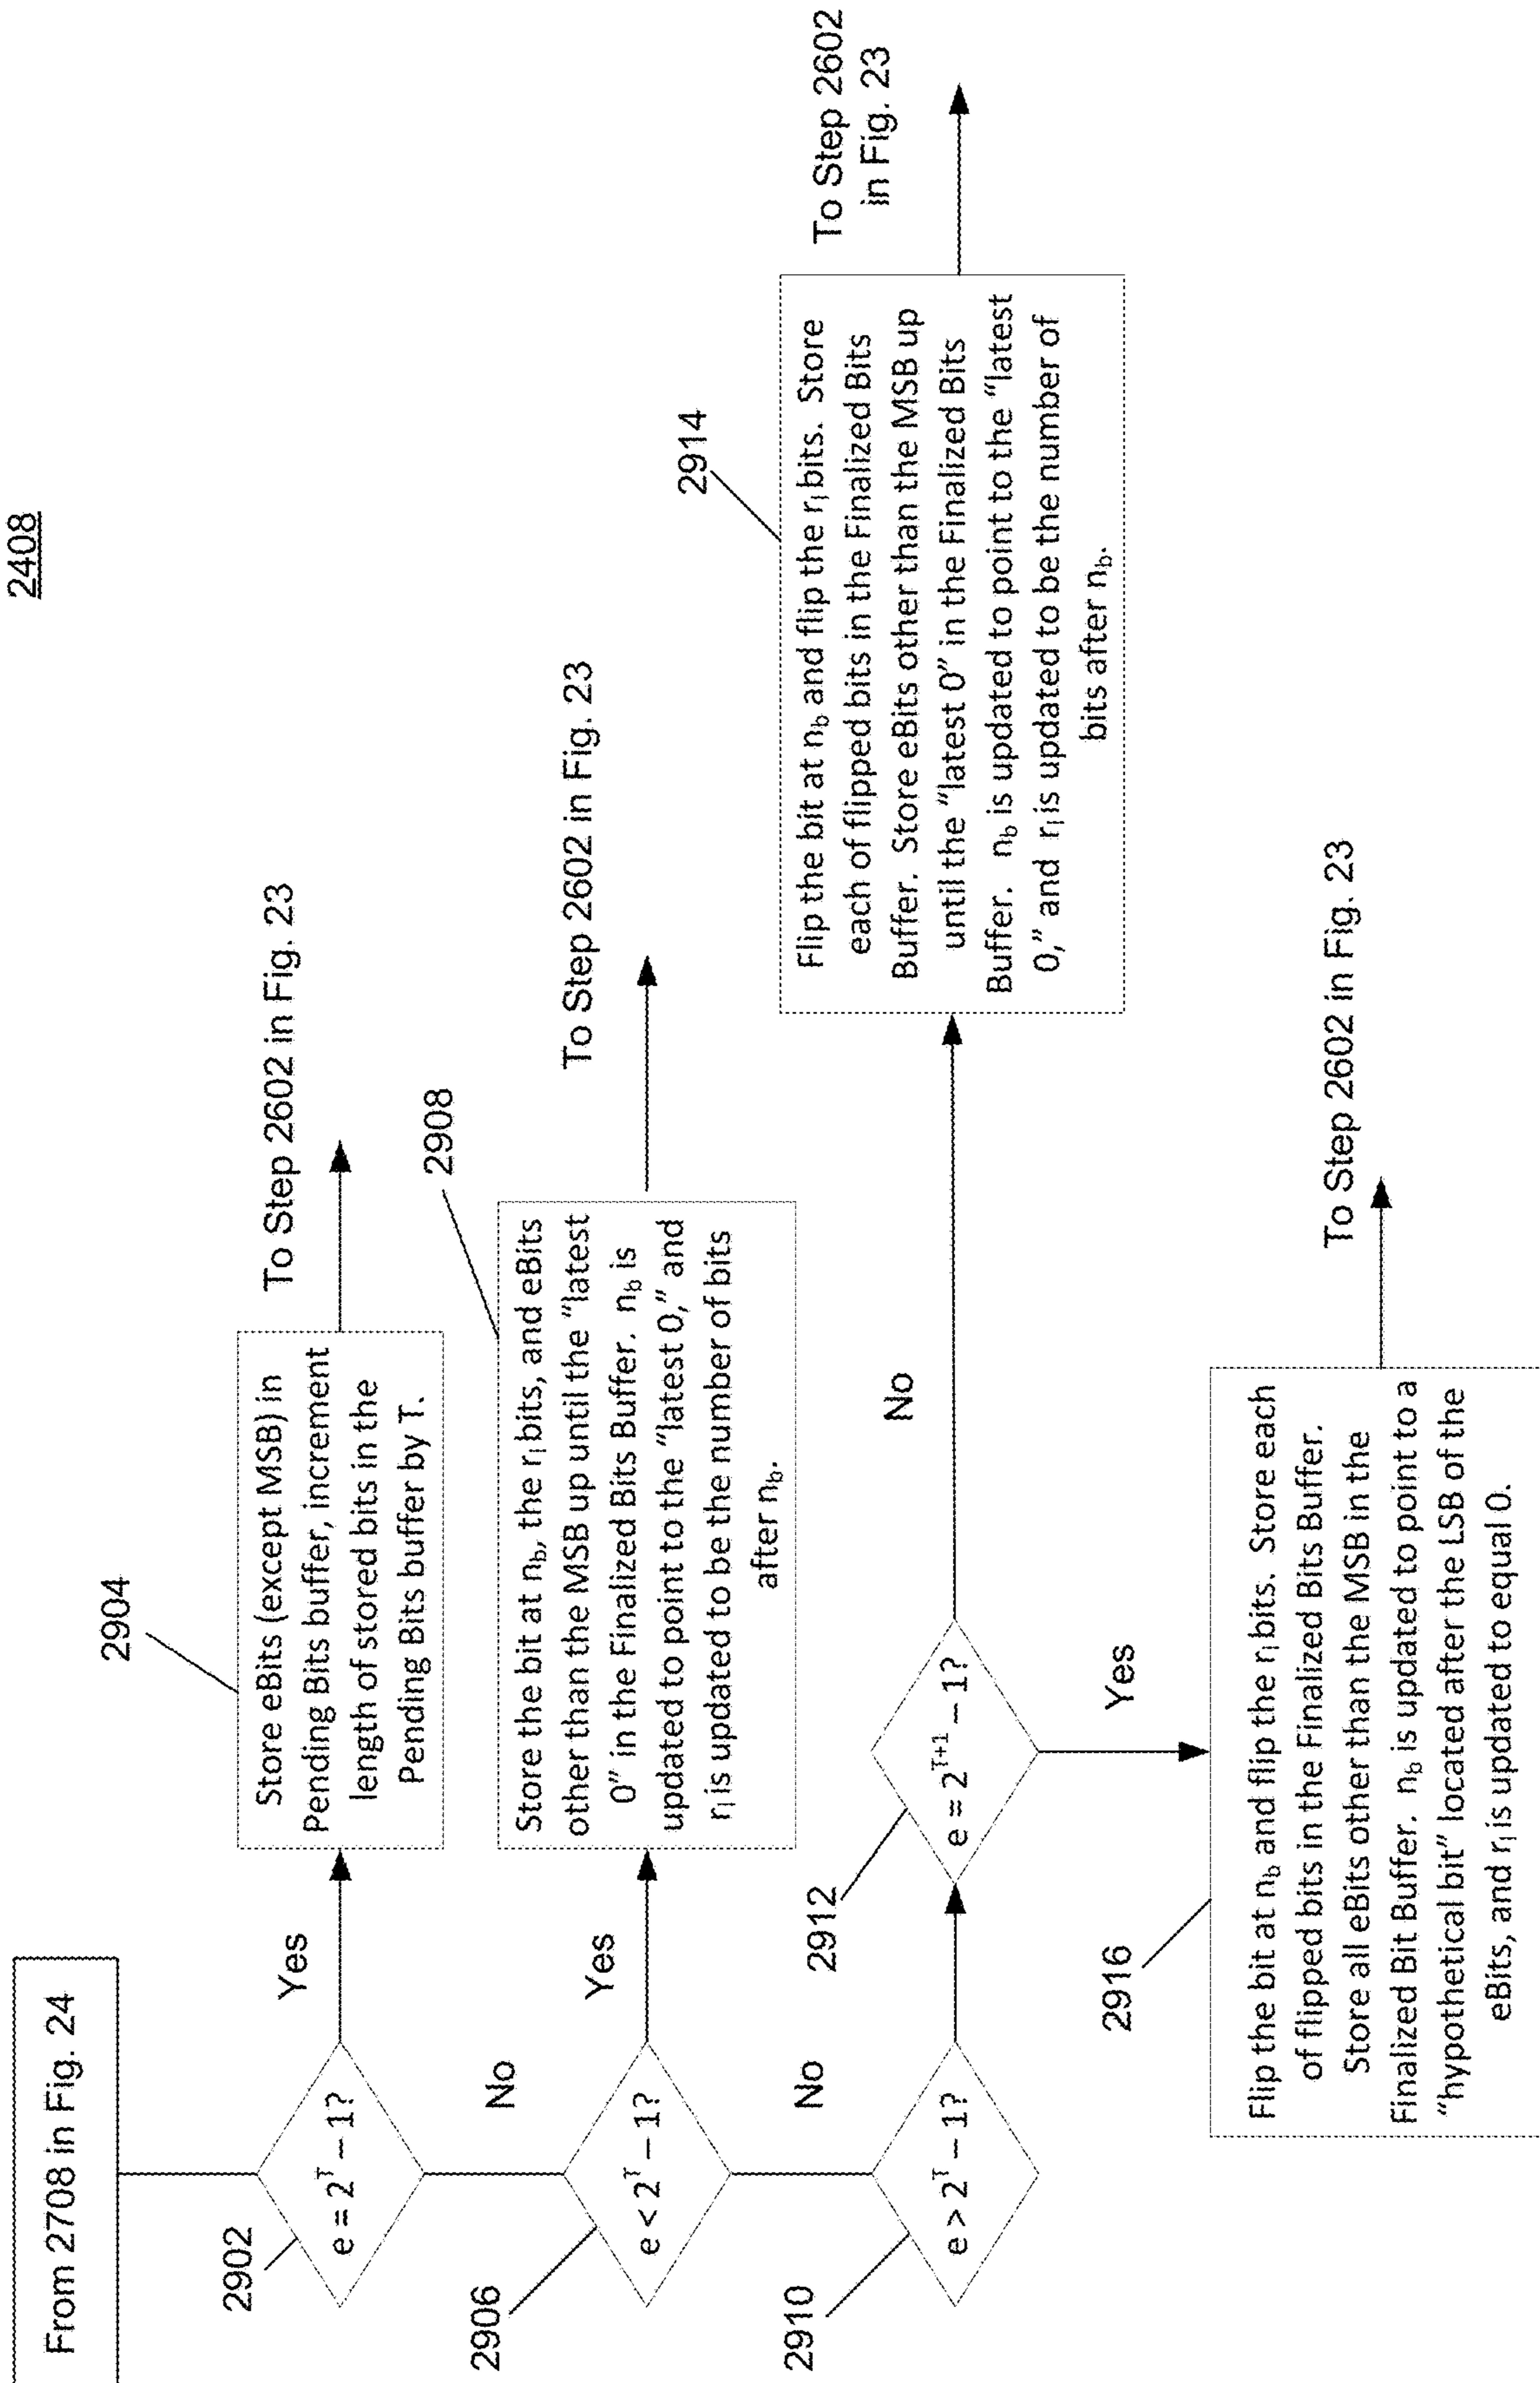 2408
From 2708 in Fig. 24
2902
e = 2ᵀ – 1?
Yes
2904
Store eBits (except MSB) in
Pending Bits buffer, increment
length of stored bits in the
Pending Bits buffer by T.
To Step 2602 in Fig. 23
No
2906
e < 2ᵀ – 1?
Yes
2908
Store the bit at n_b, the r_l bits, and eBits
other than the MSB up until the “latest
0” in the Finalized Bits Buffer. n_b is
updated to point to the “latest 0,” and
r_l is updated to be the number of bits
after n_b.
To Step 2602 in Fig. 23
No
2910
e > 2ᵀ – 1?
2912
e = 2ᵀ⁺¹ – 1?
No
2914
Flip the bit at n_b and flip the r_l bits. Store
each of flipped bits in the Finalized Bits
Buffer. Store eBits other than the MSB up
until the “latest 0” in the Finalized Bits
Buffer. n_b is updated to point to the “latest
0,” and r_l is updated to be the number of
bits after n_b.
To Step 2602
in Fig. 23
Yes
2916
Flip the bit at n_b and flip the r_l bits. Store each
of flipped bits in the Finalized Bits Buffer.
Store all eBits other than the MSB in the
Finalized Bit Buffer. n_b is updated to point to a
“hypothetical bit” located after the LSB of the
eBits, and r_l is updated to equal 0.
To Step 2602 in Fig. 23